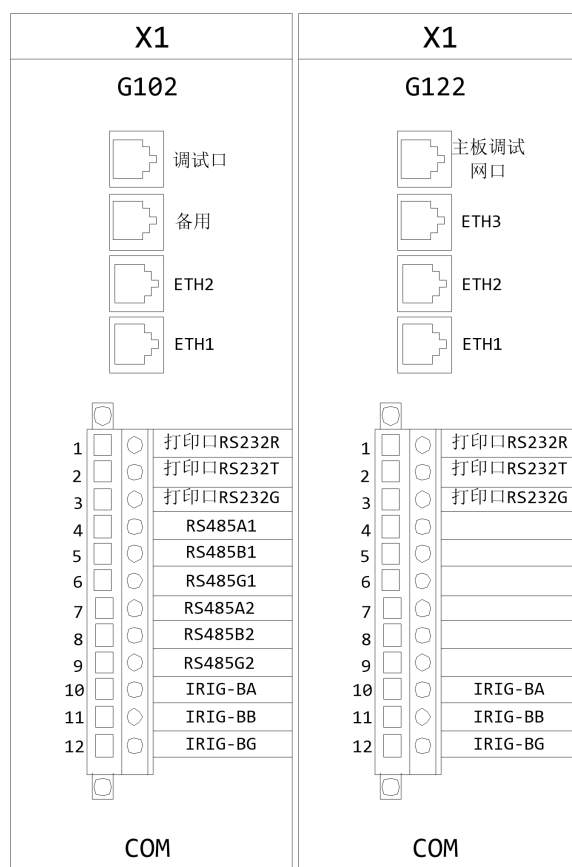 X1
G102
调试口
备用
ETH2
ETH1
1 打印口RS232R
2 打印口RS232T
3 打印口RS232G
4 RS485A1
5 RS485B1
6 RS485G1
7 RS485A2
8 RS485B2
9 RS485G2
10 IRIG-BA
11 IRIG-BB
12 IRIG-BG
COM
X1
G122
主板调试
网口
ETH3
ETH2
ETH1
1 打印口RS232R
2 打印口RS232T
3 打印口RS232G
4
5
6
7
8
9
10 IRIG-BA
11 IRIG-BB
12 IRIG-BG
COM